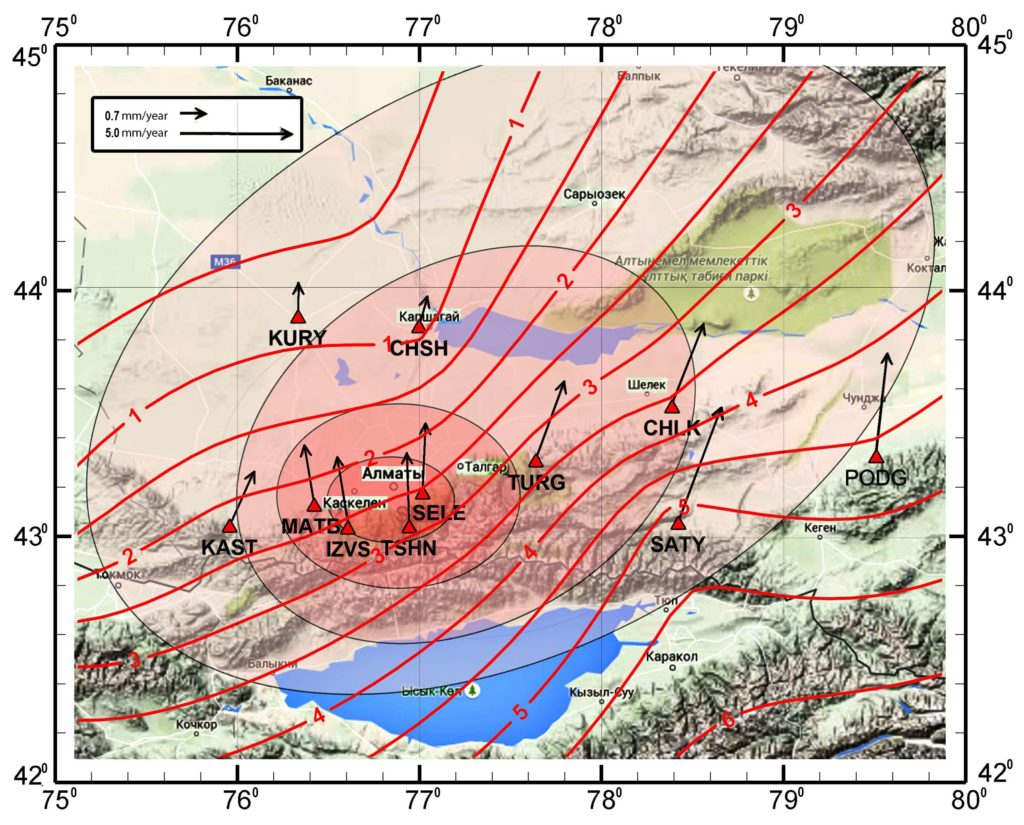 75⁰ 76⁰ 77⁰ 78⁰ 79⁰ 80⁰
45⁰ 45⁰
Баканас
Балпык
Текели
0.7 mm/year
5.0 mm/year
1
Сарыозек
3
M36
2
Алтынемел мемлекеттік
ұлттық табиғи паркі
Коктал
44⁰ 44⁰
KURY
Капшагай
CHSH
1
3
Шелек
4
Чунджа
1
CHLK
2
Алматы
Талгар
TURG
PODG
Каскелен
MATB
SELE
5
2
KAST
IZVS
TSHN
SATY
Кеген
43⁰ 43⁰
3
4
Токмок
5
Тюп
3
Балыкчи
Каракол
Ысык-Көл
Кызыл-Суу
4
5
6
Кочкор
42⁰ 42⁰
75⁰ 76⁰ 77⁰ 78⁰ 79⁰ 80⁰